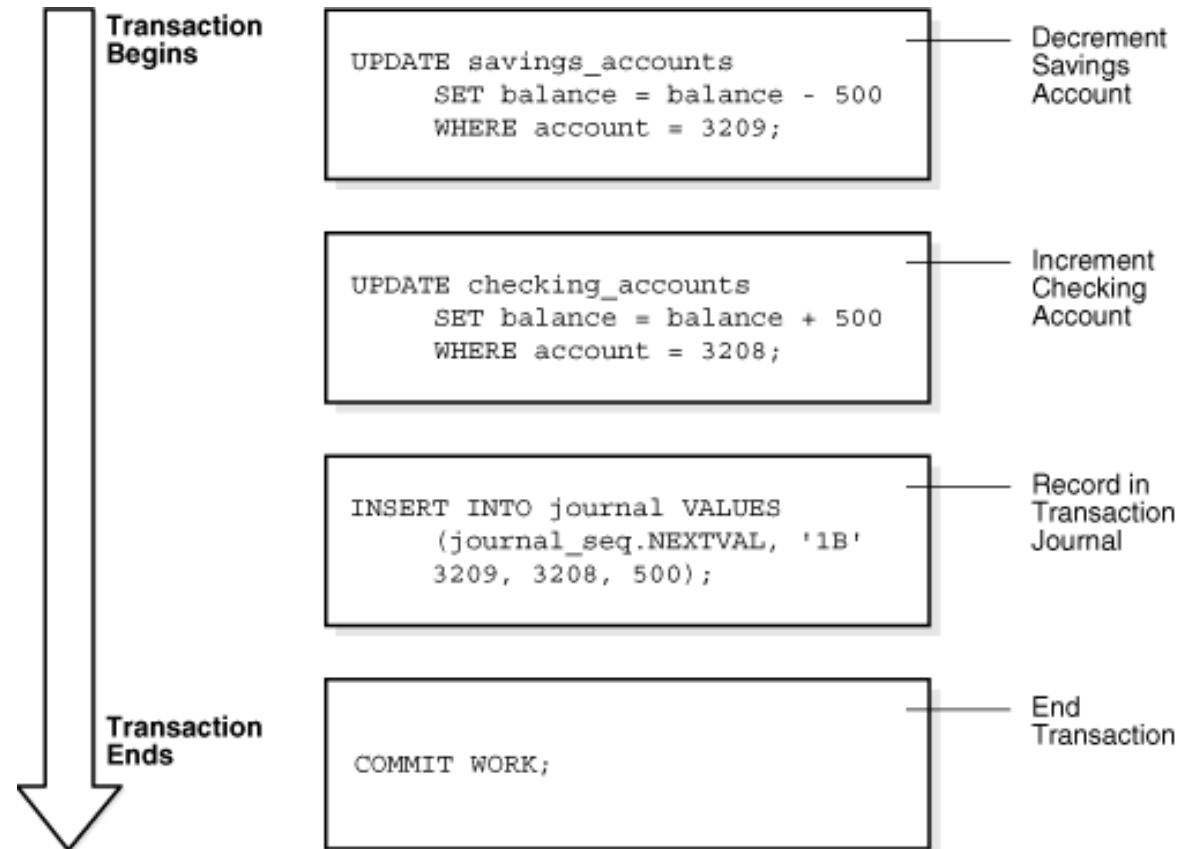 Transaction
Begins
UPDATE savings_accounts
SET balance = balance - 500
WHERE account = 3209;
Decrement
Savings
Account
UPDATE checking_accounts
SET balance = balance + 500
WHERE account = 3208;
Increment
Checking
Account
INSERT INTO journal VALUES
(journal_seq.NEXTVAL, '1B'
3209, 3208, 500);
Record in
Transaction
Journal
Transaction
Ends
COMMIT WORK;
End
Transaction